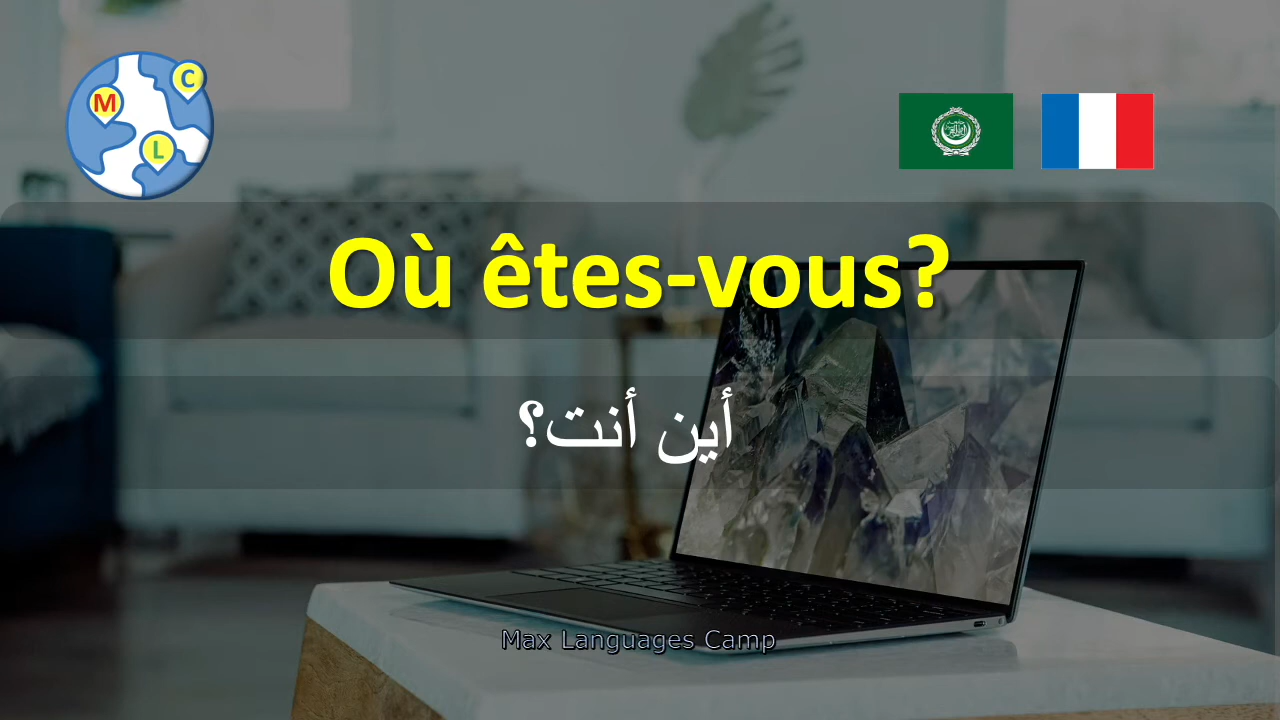 M
C
L
Où êtes-vous?
أين أنت؟
Max Languages Camp